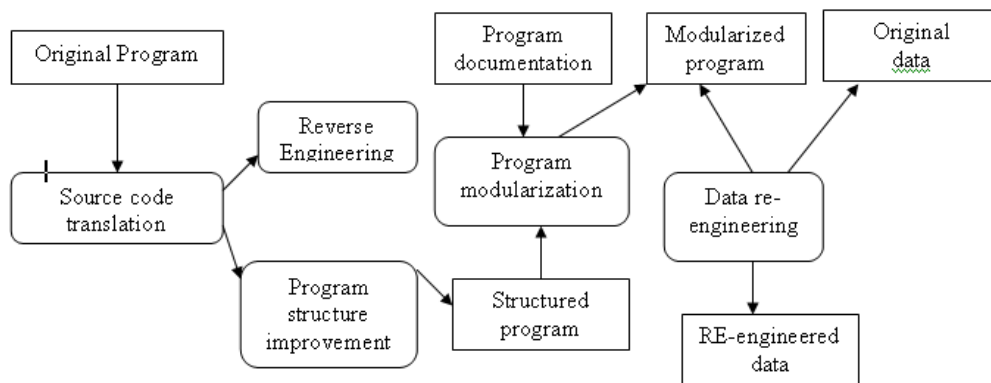 Original Program
Program
documentation
Modularized
program
Original
data
Reverse
Engineering
Program
modularization
Source code
translation
Data re-
engineering
Program
structure
improvement
Structured
program
RE-engineered
data